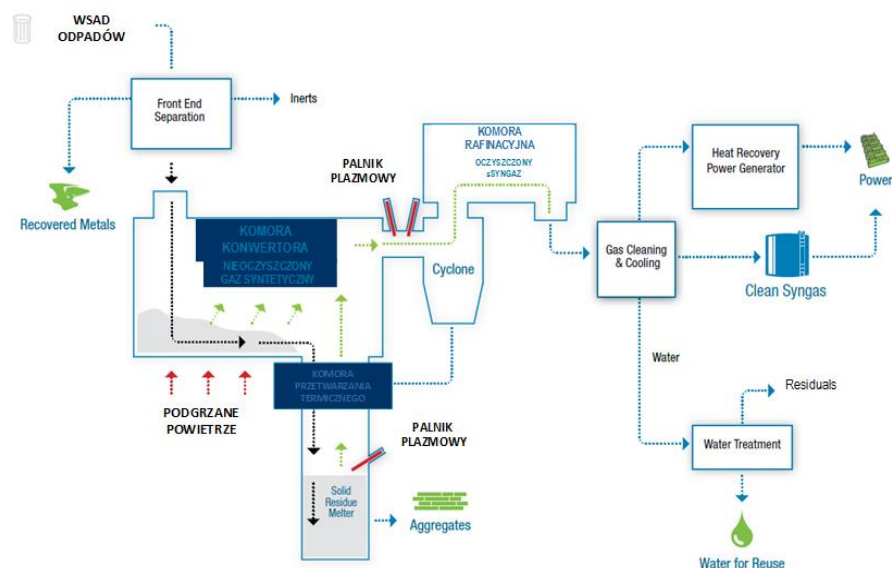 WSAD
ODPADÓW
Front End
Separation
Inerts
Recovered Metals
KOMORA
KONWERTORA
NIEOCZYSZCZONY
GAZ SYNTETYCZNY
PALNIK
PLAZMOWY
KOMORA
RAFINACYJNA
OCZYSZCZONY
sSYNGAZ
Cyclone
Gas Cleaning
& Cooling
Heat Recovery
Power Generator
Power
Clean Syngas
Water
Residuals
Water Treatment
Water for Reuse
PODGRZANE
POWIETRZE
KOMORA
PRZETWARZANIA
TERMICZNEGO
PALNIK
PLAZMOWY
Solid
Residue
Melter
Aggregates